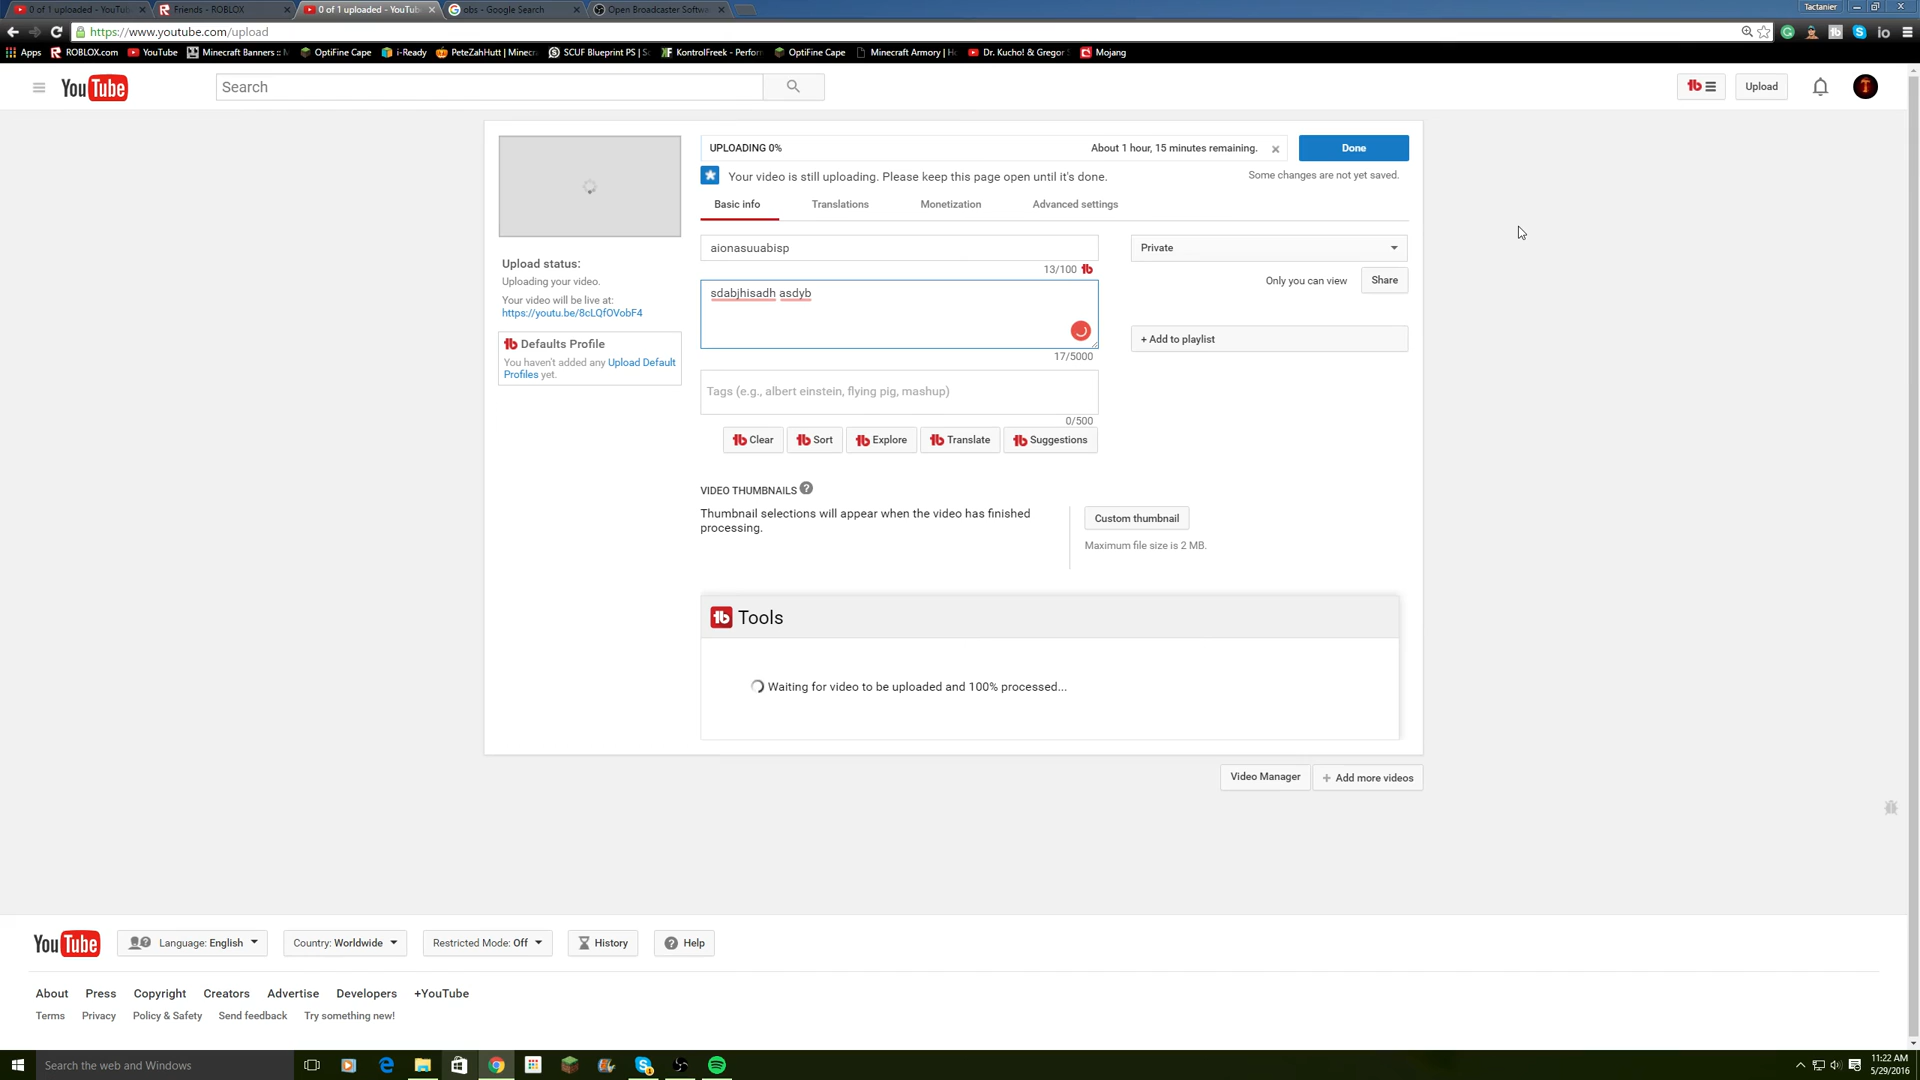 0 of 1 uploaded - YouTub
Friends - ROBLOX
0 of 1 uploaded - YouTub
obs - Google Search
Open Broadcaster Softwa
Tactanier
https://www.youtube.com/upload
Apps
ROBLOX.com
YouTube
Minecraft Banners ::
OptiFine Cape
i-Ready
PeteZahHutt | Minec
SCUF Blueprint PS | S
KontrolFreek - Perfor
OptiFine Cape
Minecraft Armory | H
Dr. Kucho! & Gregor S
Mojang
YouTube
Search
Upload
UPLOADING 0%
About 1 hour, 15 minutes remaining.
Done
Your video is still uploading. Please keep this page open until it's done.
Some changes are not yet saved.
Basic info
Translations
Monetization
Advanced settings
aionasuuabisp
Private
13/100
Only you can view
Share
sdabjhisadh asdyb
17/5000
+ Add to playlist
Upload status:
Uploading your video.
Your video will be live at:
https://youtu.be/8cLQfOVobF4
Defaults Profile
You haven't added any Upload Default
Profiles yet.
Tags (e.g., albert einstein, flying pig, mashup)
0/500
Clear
Sort
Explore
Translate
Suggestions
VIDEO THUMBNAILS ?
Thumbnail selections will appear when the video has finished
processing.
Custom thumbnail
Maximum file size is 2 MB.
Tools
Waiting for video to be uploaded and 100% processed...
Video Manager
+ Add more videos
YouTube
Language: English
Country: Worldwide
Restricted Mode: Off
History
Help
About
Press
Copyright
Creators
Advertise
Developers
+YouTube
Terms
Privacy
Policy & Safety
Send feedback
Try something new!
Search the web and Windows
11:22 AM
5/29/2016